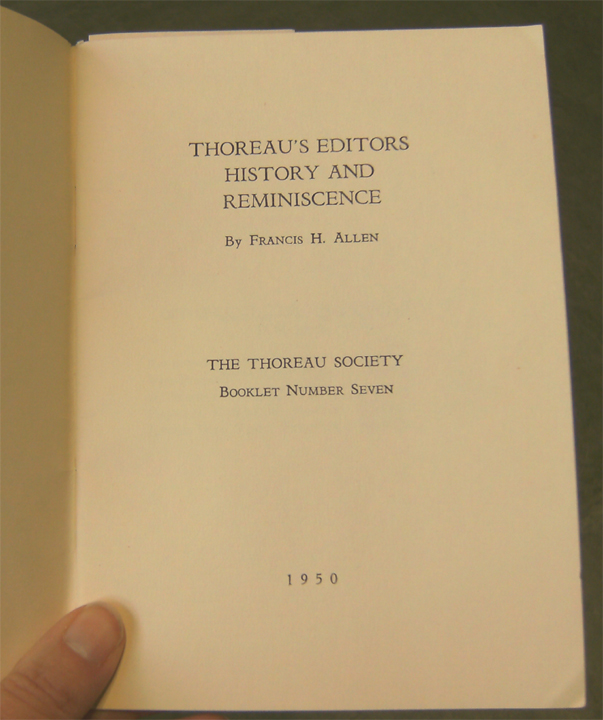 THOREAU'S EDITORS
HISTORY AND
REMINISCENCE
By Francis H. Allen
THE THOREAU SOCIETY
Booklet Number Seven
1950